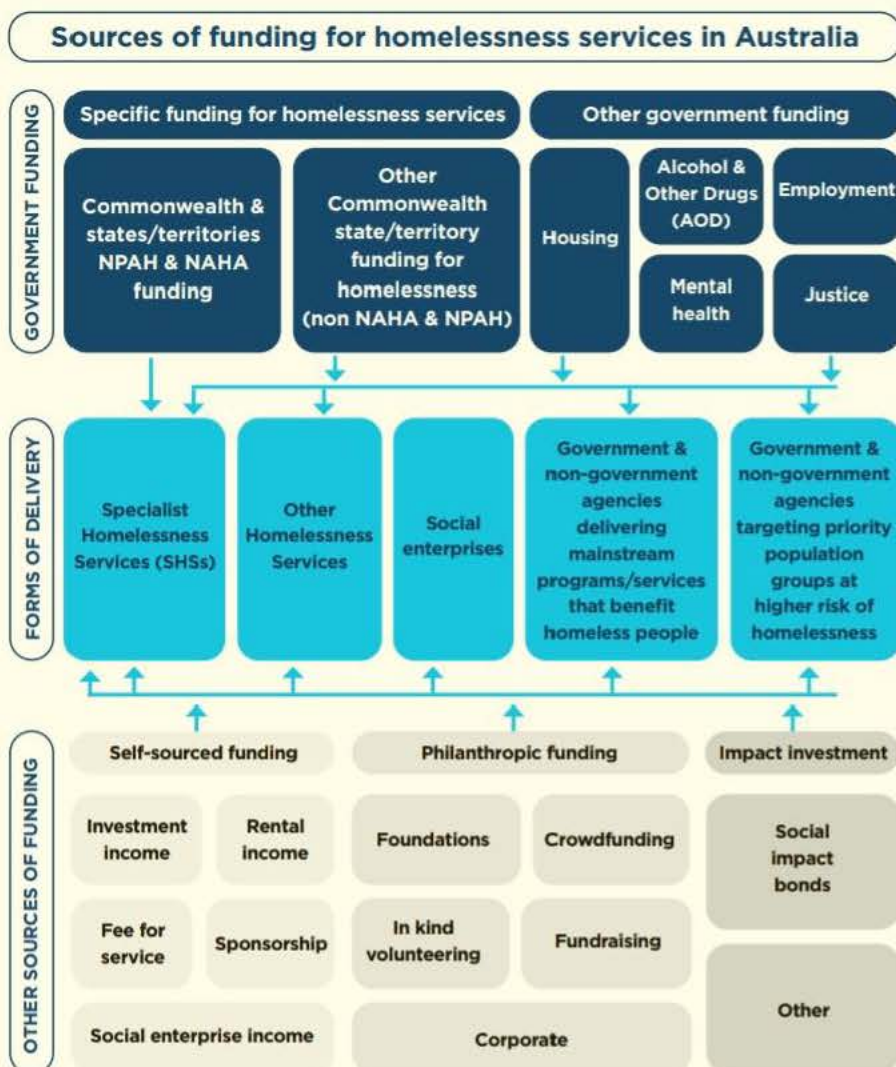 Sources of funding for homelessness services in Australia
GOVERNMENT FUNDING
Specific funding for homelessness services
Other government funding
Commonwealth &
states/territories
NPAH & NAHA
funding
Other
Commonwealth
state/territory
funding for
homelessness
(non NAHA & NPAH)
Housing
Alcohol &
Other Drugs
(AOD)
Employment
Mental
health
Justice
FORMS OF DELIVERY
Specialist
Homelessness
Services (SHSs)
Other
Homelessness
Services
Social
enterprises
Government &
non-government
agencies
delivering
mainstream
programs/services
that benefit
homeless people
Government &
non-government
agencies
targeting priority
population
groups at
higher risk of
homelessness
OTHER SOURCES OF FUNDING
Self-sourced funding
Philanthropic funding
Impact investment
Investment
income
Rental
income
Foundations
Crowdfunding
Social
impact
bonds
Fee for
service
Sponsorship
In kind
volunteering
Fundraising
Other
Social enterprise income
Corporate